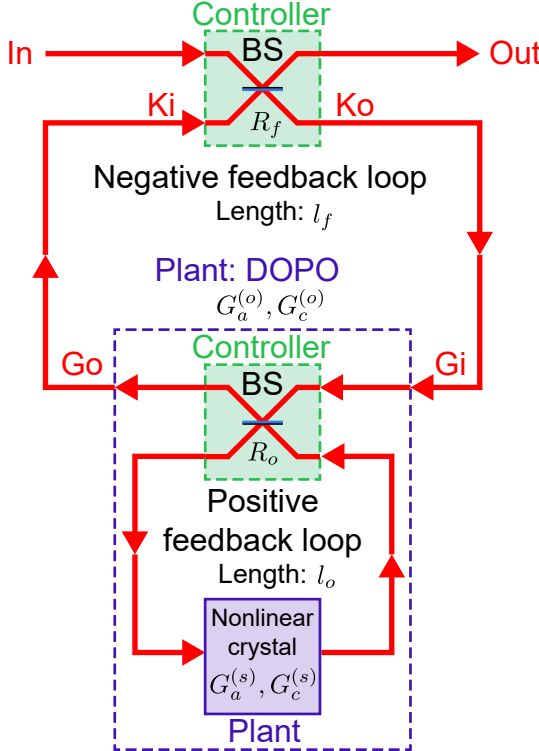 Controller
In
BS
Out
Ki
R_f
Ko
Negative feedback loop
Length: l_f
Plant: DOPO
G_a^{(o)}, G_c^{(o)}
Controller
Go
BS
Gi
R_o
Positive
feedback loop
Length: l_o
Nonlinear
crystal
G_a^{(s)}, G_c^{(s)}
Plant